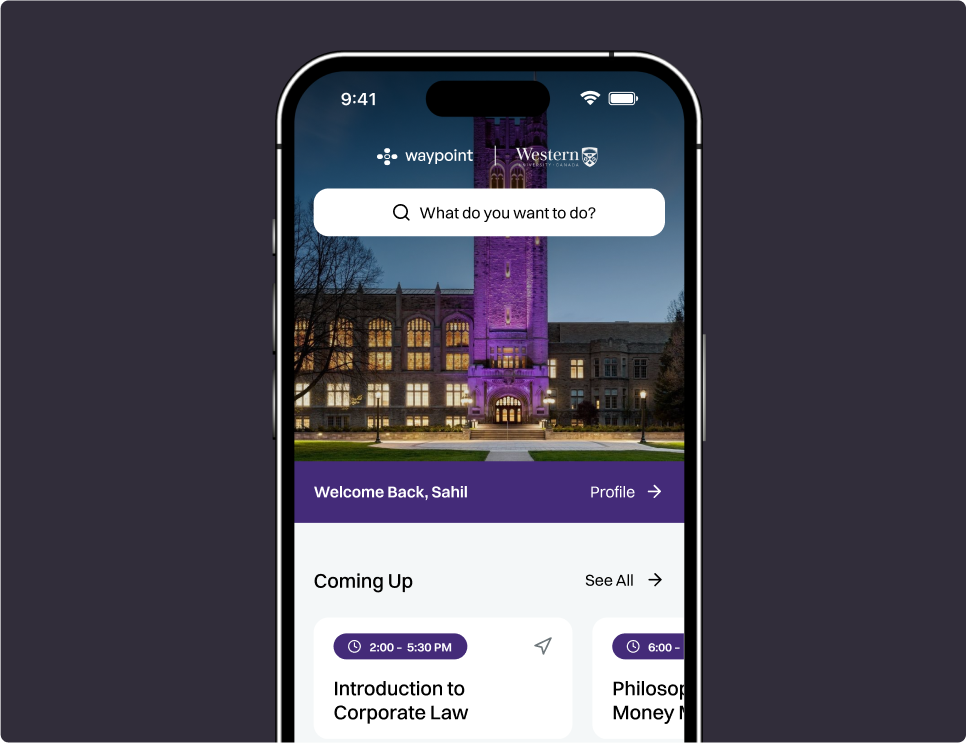 9:41
waypoint
Western
UNIVERSITY · CANADA
What do you want to do?
Welcome Back, Sahil
Profile
Coming Up
See All
2:00 – 5:30 PM
6:00 –
Introduction to
Corporate Law
Philosop
Money